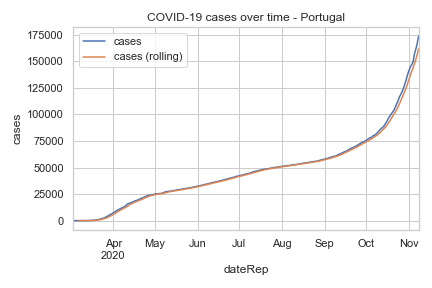 COVID-19 cases over time - Portugal
cases
cases (rolling)
175000
150000
125000
100000
75000
50000
25000
0
cases
Apr May Jun Jul Aug Sep Oct Nov
2020
dateRep